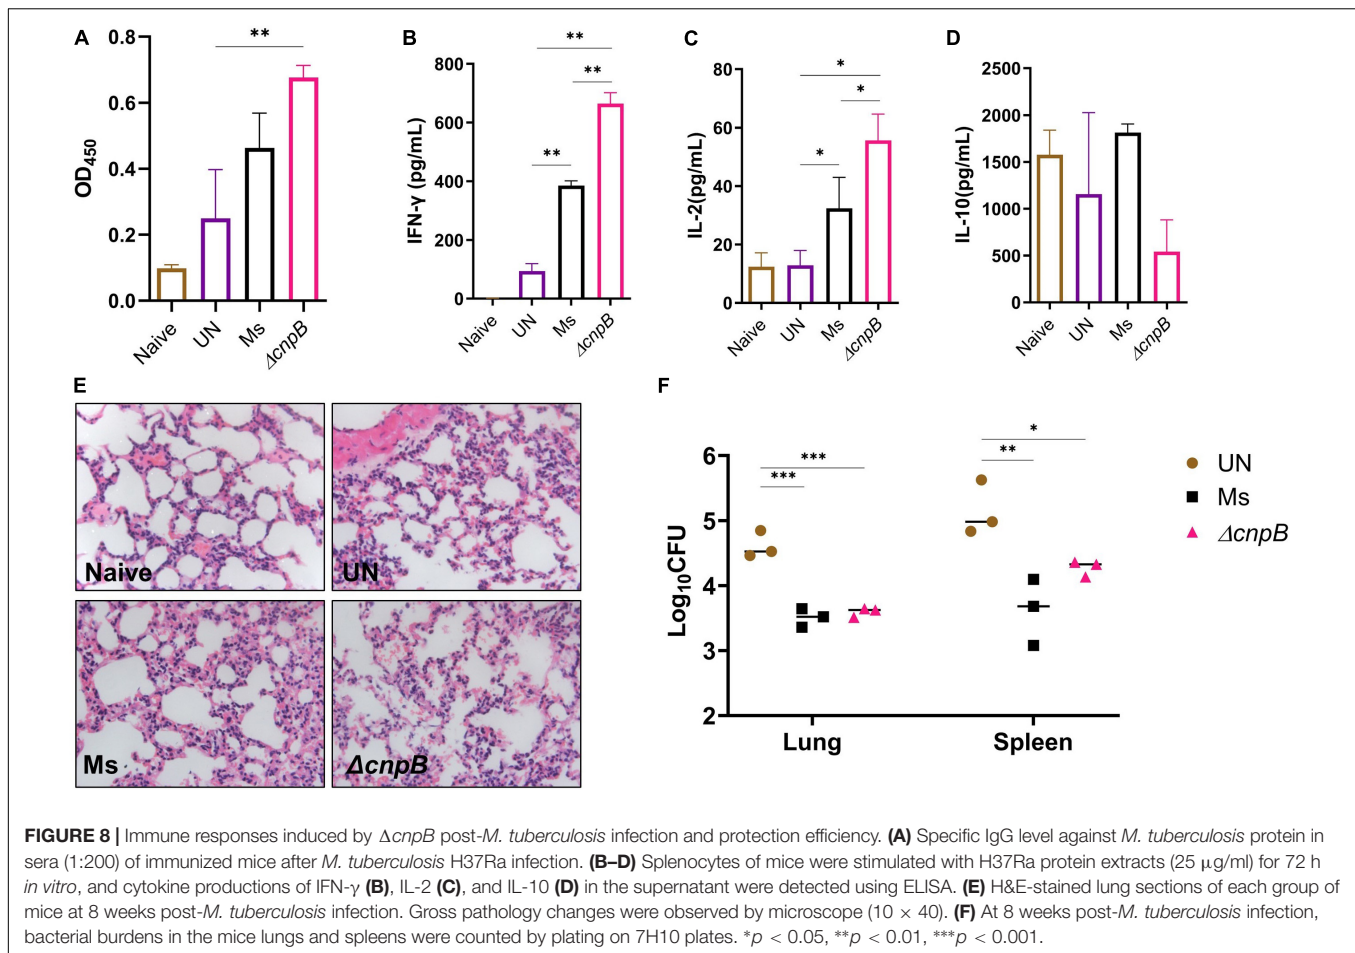 A
0.8
0.6
0.4
0.2
0.0
OD450
**
Naive
UN
Ms
ΔcnpB
B
800
600
400
200
0
IFN-γ (pg/mL)
**
**
**
Naive
UN
Ms
ΔcnpB
C
80
60
40
20
0
IL-2(pg/mL)
*
*
*
Naive
UN
Ms
ΔcnpB
D
2500
2000
1500
1000
500
0
IL-10(pg/mL)
Naive
UN
Ms
ΔcnpB
E
Naive
UN
Ms
ΔcnpB
F
6
5
4
3
2
Log10CFU
***
***
*
**
Lung
Spleen
UN
Ms
ΔcnpB
FIGURE 8 | Immune responses induced by ΔcnpB post-M. tuberculosis infection and protection efficiency. (A) Specific IgG level against M. tuberculosis protein in
sera (1:200) of immunized mice after M. tuberculosis H37Ra infection. (B–D) Splenocytes of mice were stimulated with H37Ra protein extracts (25 μg/ml) for 72 h
in vitro, and cytokine productions of IFN-γ (B), IL-2 (C), and IL-10 (D) in the supernatant were detected using ELISA. (E) H&E-stained lung sections of each group of
mice at 8 weeks post-M. tuberculosis infection. Gross pathology changes were observed by microscope (10 × 40). (F) At 8 weeks post-M. tuberculosis infection,
bacterial burdens in the mice lungs and spleens were counted by plating on 7H10 plates. *p < 0.05, **p < 0.01, ***p < 0.001.